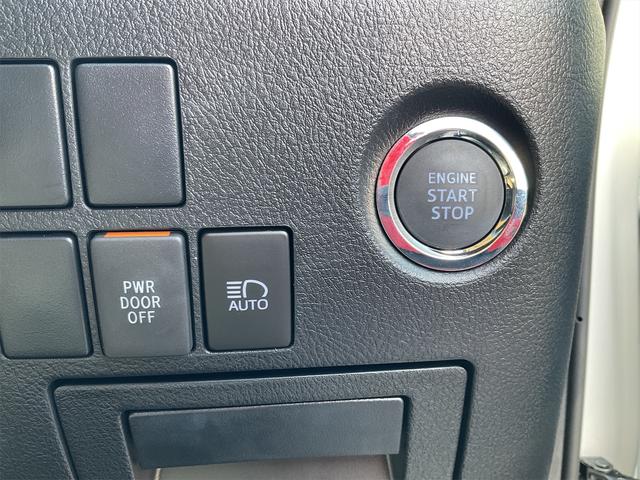 ENGINE
START
STOP
PWR
DOOR
OFF
AUTO